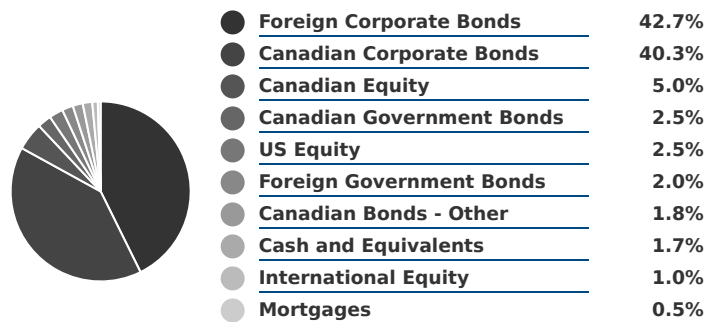 Foreign Corporate Bonds 42.7%
Canadian Corporate Bonds 40.3%
Canadian Equity 5.0%
Canadian Government Bonds 2.5%
US Equity 2.5%
Foreign Government Bonds 2.0%
Canadian Bonds - Other 1.8%
Cash and Equivalents 1.7%
International Equity 1.0%
Mortgages 0.5%